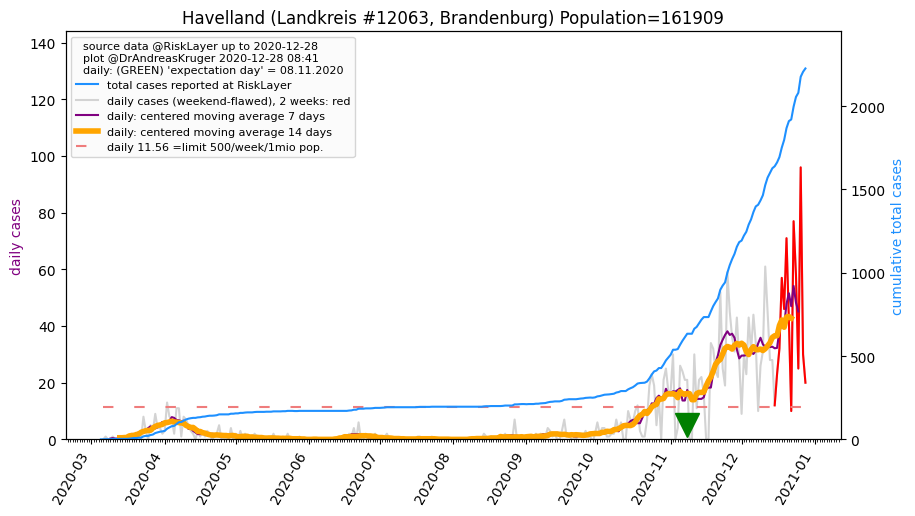 Havelland (Landkreis #12063, Brandenburg) Population=161909
source data @RiskLayer up to 2020-12-28
plot @DrAndreasKruger 2020-12-28 08:41
daily: (GREEN) 'expectation day' = 08.11.2020
total cases reported at RiskLayer
daily cases (weekend-flawed), 2 weeks: red
daily: centered moving average 7 days
daily: centered moving average 14 days
daily 11.56 =limit 500/week/1mio pop.
daily cases
140
120
100
80
60
40
20
0
cumulative total cases
2000
1500
1000
500
0
2020-03
2020-04
2020-05
2020-06
2020-07
2020-08
2020-09
2020-10
2020-11
2020-12
2021-01